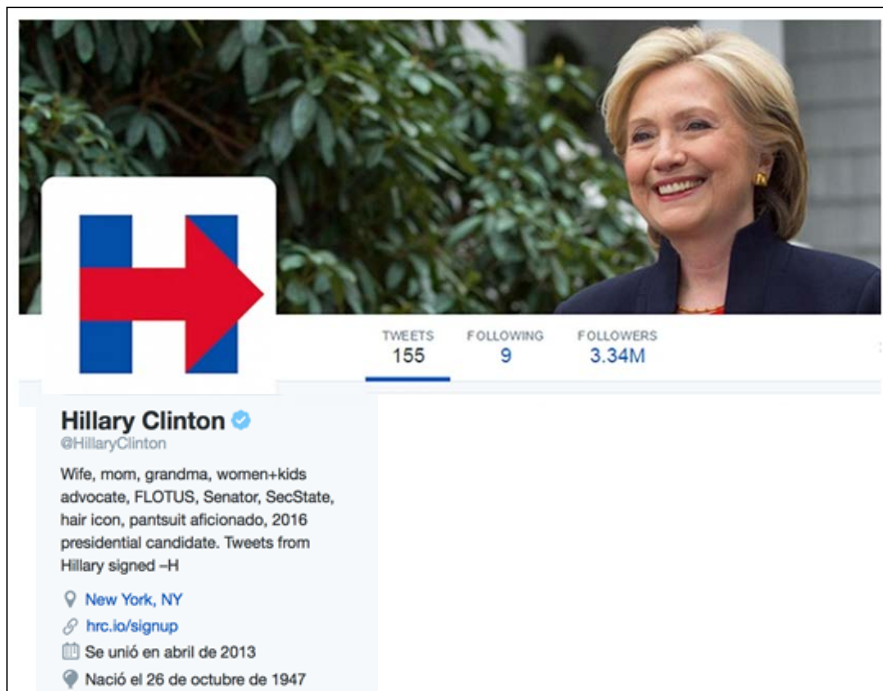 TWEETS FOLLOWING FOLLOWERS
155 9 3.34M
Hillary Clinton
@HillaryClinton
Wife, mom, grandma, women+kids
advocate, FLOTUS, Senator, SecState,
hair icon, pantsuit aficionado, 2016
presidential candidate. Tweets from
Hillary signed –H
New York, NY
hrc.io/signup
Se unió en abril de 2013
Nació el 26 de octubre de 1947